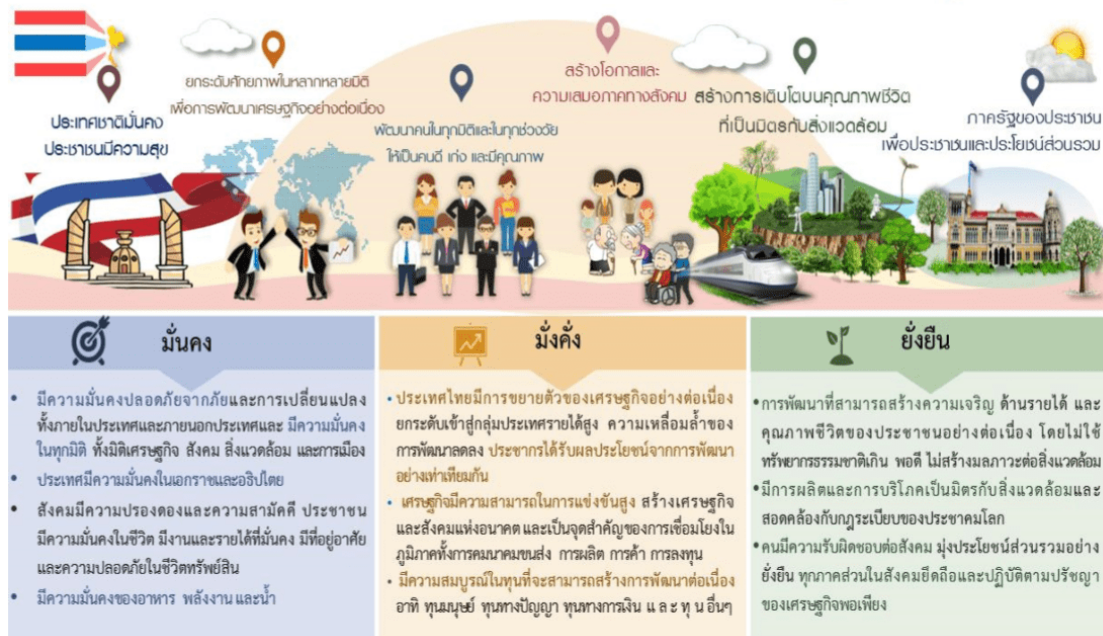 ประเทศชาติมั่นคง
ประชาชนมีความสุข
ยกระดับศักยภาพในหลากหลายมิติ
เพื่อการพัฒนาเศรษฐกิจอย่างต่อเนื่อง
พัฒนาคนในทุกมิติและในทุกช่วงวัย
ให้เป็นคนดี เก่ง และมีคุณภาพ
สร้างโอกาสและ
ความเสมอภาคทางสังคม
สร้างการเติบโตบนคุณภาพชีวิต
ที่เป็นมิตรกับสิ่งแวดล้อม
ภาครัฐของประชาชน
เพื่อประชาชนและประโยชน์ส่วนรวม
มั่นคง
• มีความมั่นคงปลอดภัยจากภัยและการเปลี่ยนแปลง
ทั้งภายในประเทศและภายนอกประเทศและ มีความมั่นคง
ในทุกมิติ ทั้งมิติเศรษฐกิจ สังคม สิ่งแวดล้อม และการเมือง
• ประเทศมีความมั่นคงในเอกราชและอธิปไตย
• สังคมมีความปรองดองและความสามัคคี ประชาชน
มีความมั่นคงในชีวิต มีงานและรายได้ที่มั่นคง มีที่อยู่อาศัย
และความปลอดภัยในชีวิตทรัพย์สิน
• มีความมั่นคงของอาหาร พลังงาน และน้ำ
มั่งคั่ง
• ประเทศไทยมีการขยายตัวของเศรษฐกิจอย่างต่อเนื่อง
ยกระดับเข้าสู่กลุ่มประเทศรายได้สูง ความเหลื่อมล้ำของ
การพัฒนาลดลง ประชากรได้รับผลประโยชน์จากการพัฒนา
อย่างเท่าเทียมกัน
• เศรษฐกิจมีความสามารถในการแข่งขันสูง สร้างเศรษฐกิจ
และสังคมแห่งอนาคต และเป็นจุดสำคัญของการเชื่อมโยงใน
ภูมิภาคทั้งการคมนาคมขนส่ง การผลิต การค้า การลงทุน
• มีความสมบูรณ์ในทุนที่จะสามารถสร้างการพัฒนาต่อเนื่อง
อาทิ ทุนมนุษย์ ทุนทางปัญญา ทุนทางการเงิน และทุนอื่นๆ
ยั่งยืน
• การพัฒนาที่สามารถสร้างความเจริญ ด้านรายได้ และ
คุณภาพชีวิตของประชาชนอย่างต่อเนื่อง โดยไม่ใช้
ทรัพยากรธรรมชาติเกิน พอดี ไม่สร้างมลภาวะต่อสิ่งแวดล้อม
• มีการผลิตและการบริโภคเป็นมิตรกับสิ่งแวดล้อมและ
สอดคล้องกับกฎระเบียบของประชาคมโลก
• คนมีความรับผิดชอบต่อสังคม มุ่งประโยชน์ส่วนรวมอย่าง
ยั่งยืน ทุกภาคส่วนในสังคมยึดถือและปฏิบัติตามปรัชญา
ของเศรษฐกิจพอเพียง